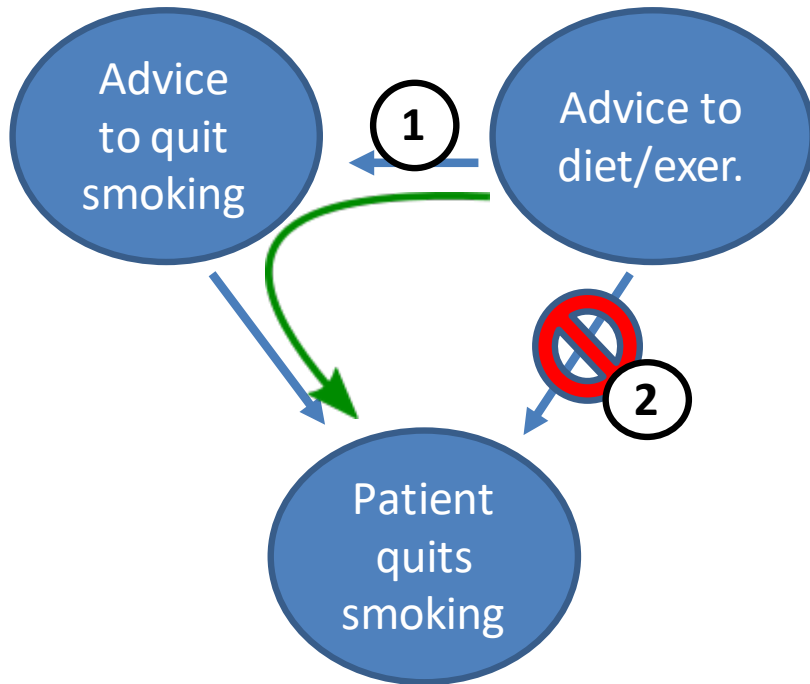 Advice
to quit
smoking
1
Advice to
diet/exer.
2
Patient
quits
smoking